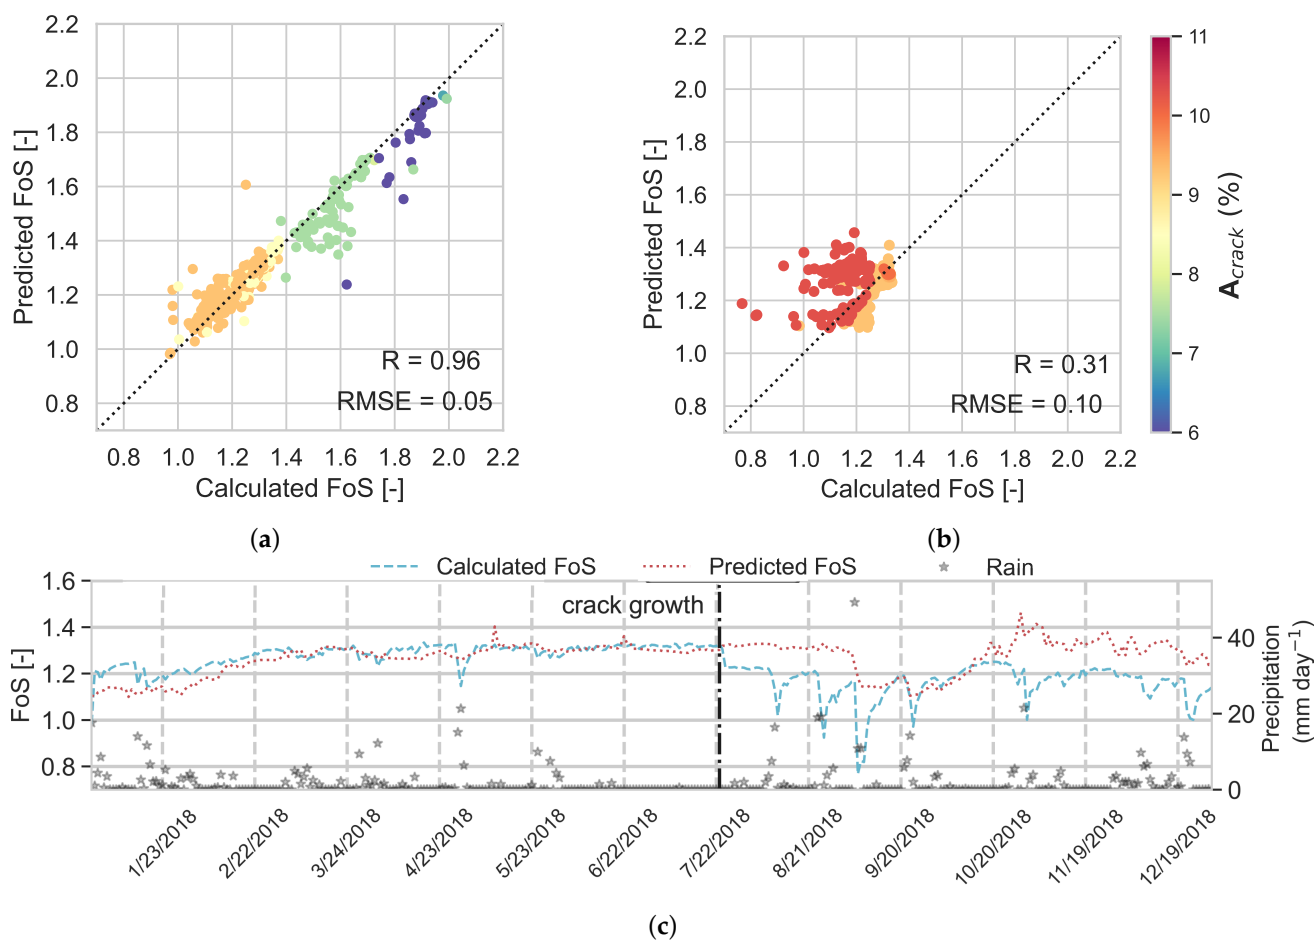 2.2
2.0
1.8
1.6
1.4
1.2
1.0
0.8
Predicted FoS [-]
R = 0.96
RMSE = 0.05
0.8 1.0 1.2 1.4 1.6 1.8 2.0 2.2
Calculated FoS [-]
(a)
2.2
2.0
1.8
1.6
1.4
1.2
1.0
0.8
Predicted FoS [-]
R = 0.31
RMSE = 0.10
0.8 1.0 1.2 1.4 1.6 1.8 2.0 2.2
Calculated FoS [-]
(b)
11
10
9
8
7
6
Acrack (%)
Calculated FoS Predicted FoS Rain
1.6
1.4
1.2
1.0
0.8
FoS [-]
crack growth
40
20
0
Precipitation
(mm day−1)
1/23/2018 2/22/2018 3/24/2018 4/23/2018 5/23/2018 6/22/2018 7/22/2018 8/21/2018 9/20/2018 10/20/2018 11/19/2018 12/19/2018
(c)